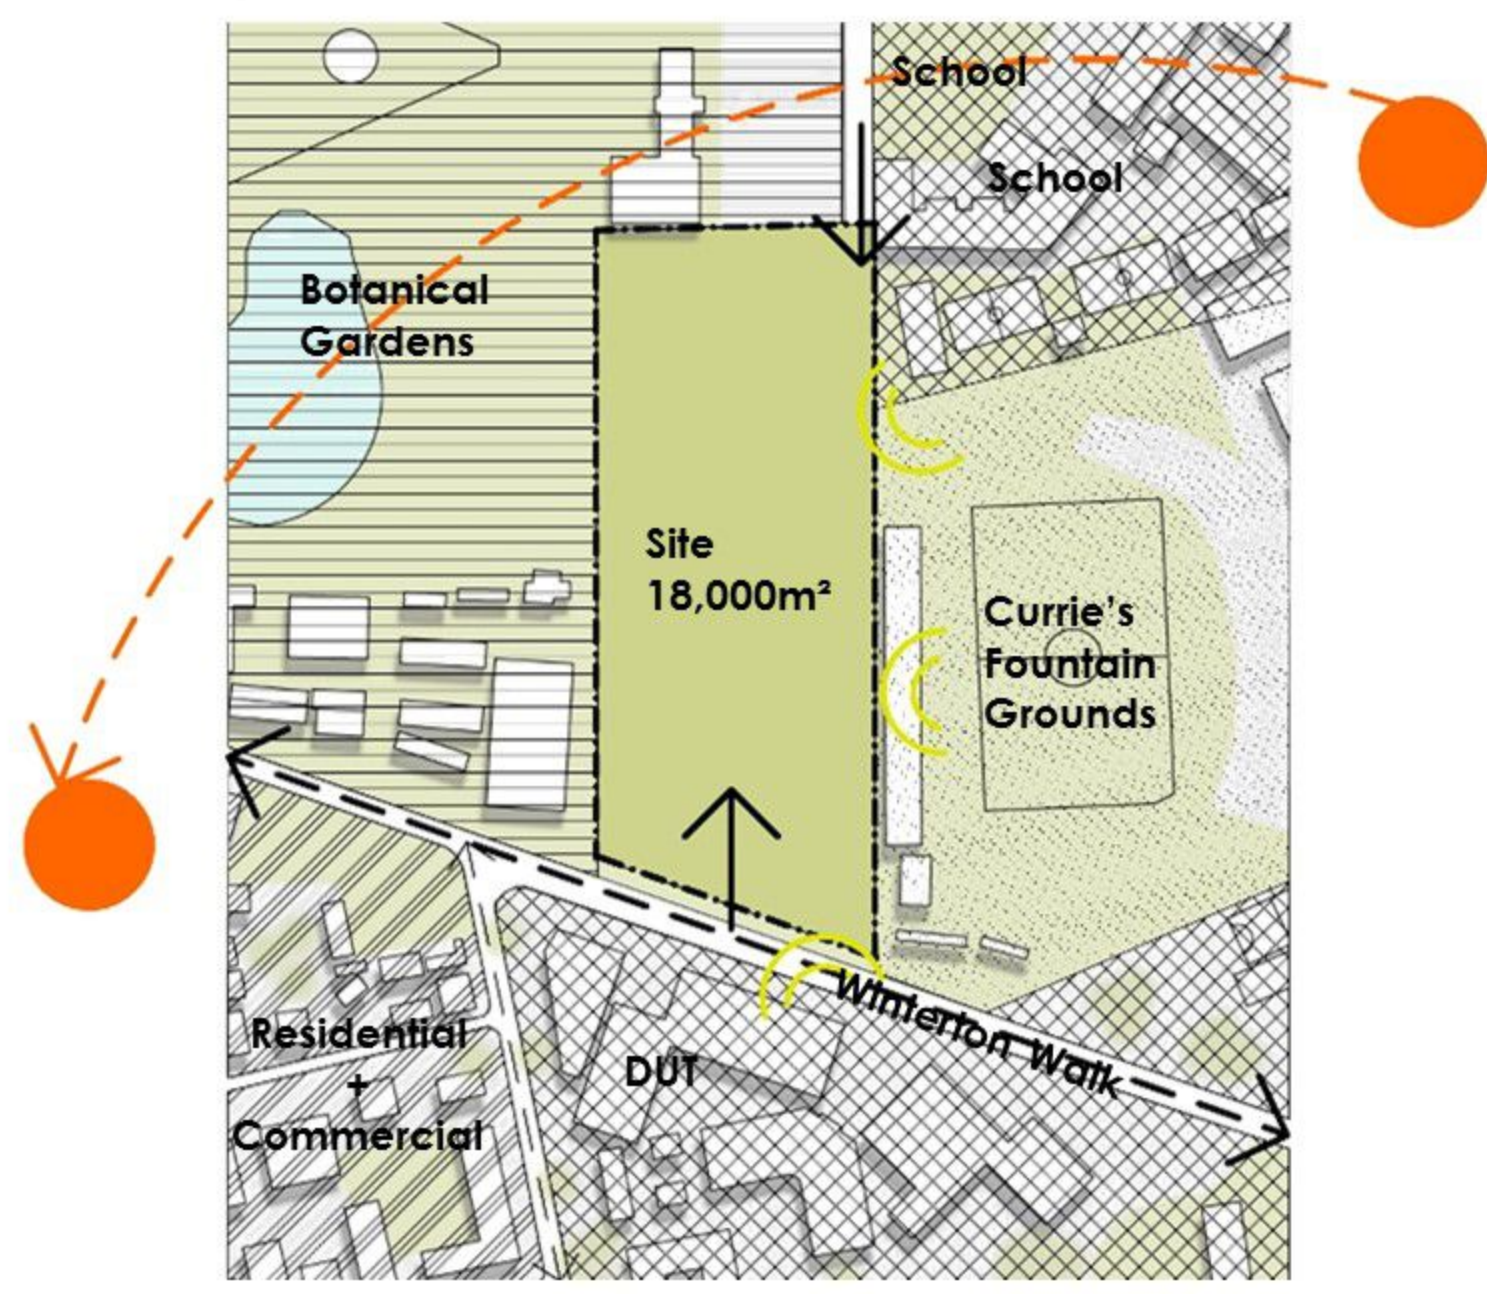 School
School
Botanical
Gardens
Site
18,000m²
Currie's
Fountain
Grounds
Winterton Walk
Residential
+
Commercial
DUT